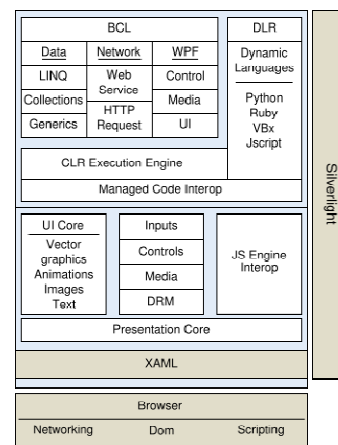 BCL
Data
LINQ
Collections
Generics
Network
Web
Service
HTTP
Request
WPF
Control
Media
UI
DLR
Dynamic
Languages
Python
Ruby
VBx
Jscript
CLR Execution Engine
Managed Code Interop
UI Core
Vector
graphics
Animations
Images
Text
Inputs
Controls
Media
DRM
JS Engine
Interop
Presentation Core
XAML
Silverlight
Browser
Networking Dom Scripting